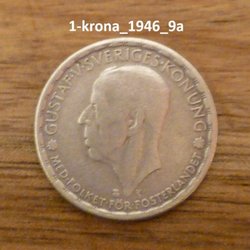 1-krona_1946_9a
GUSTAF·V·SVERIGES·KONUNG
MED·FOLKET·FÖR·FOSTERLANDET